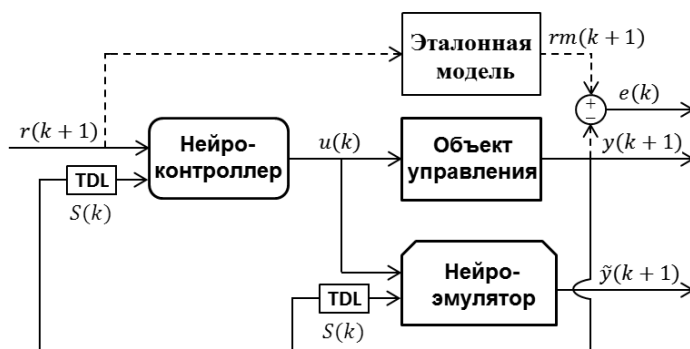 Эталонная
модель
rm(k+1)
e(k)
+
−
r(k+1)
Нейро-
контроллер
u(k)
Объект
управления
y(k+1)
TDL
S(k)
Нейро-
эмулятор
ỹ(k+1)
TDL
S(k)